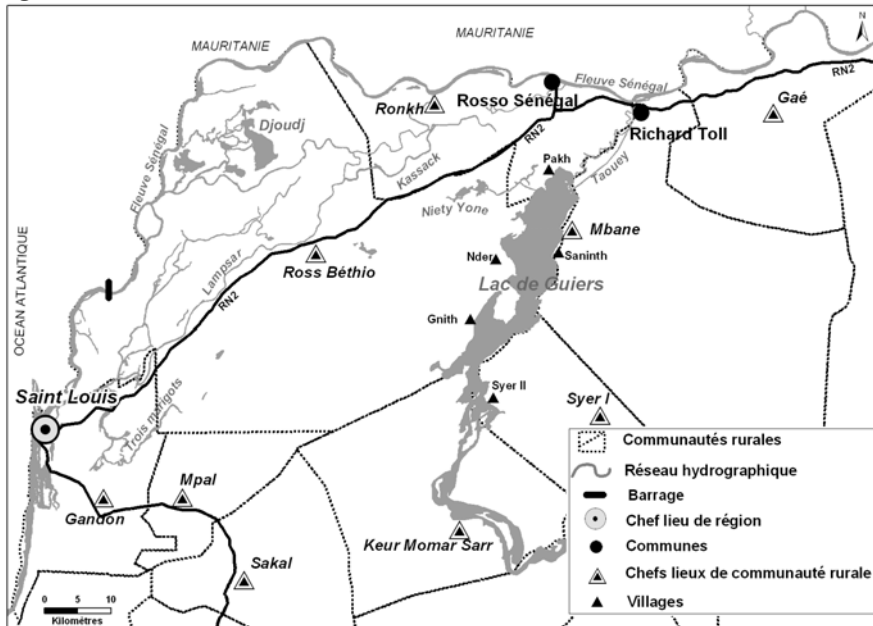 MAURITANIE
MAURITANIE
N
Fleuve Sénégal
RN2
Ronkh
Rosso Sénégal
Gaé
Richard Toll
RN2
Djoudj
Fleuve Sénégal
Kassack
Pakh
Taouey
Niety Yone
Mbane
Nder
Saninth
Ross Béthio
Lac de Guiers
Lampsar
RN2
Gnith
OCEAN ATLANTIQUE
Syer II
Syer I
Saint Louis
Trois marigots
Mpal
Gandon
Keur Momar Sarr
Sakal
0 5 10
Kilométres
Communautés rurales
Réseau hydrographique
Barrage
Chef lieu de région
Communes
Chefs lieux de communauté rurale
Villages